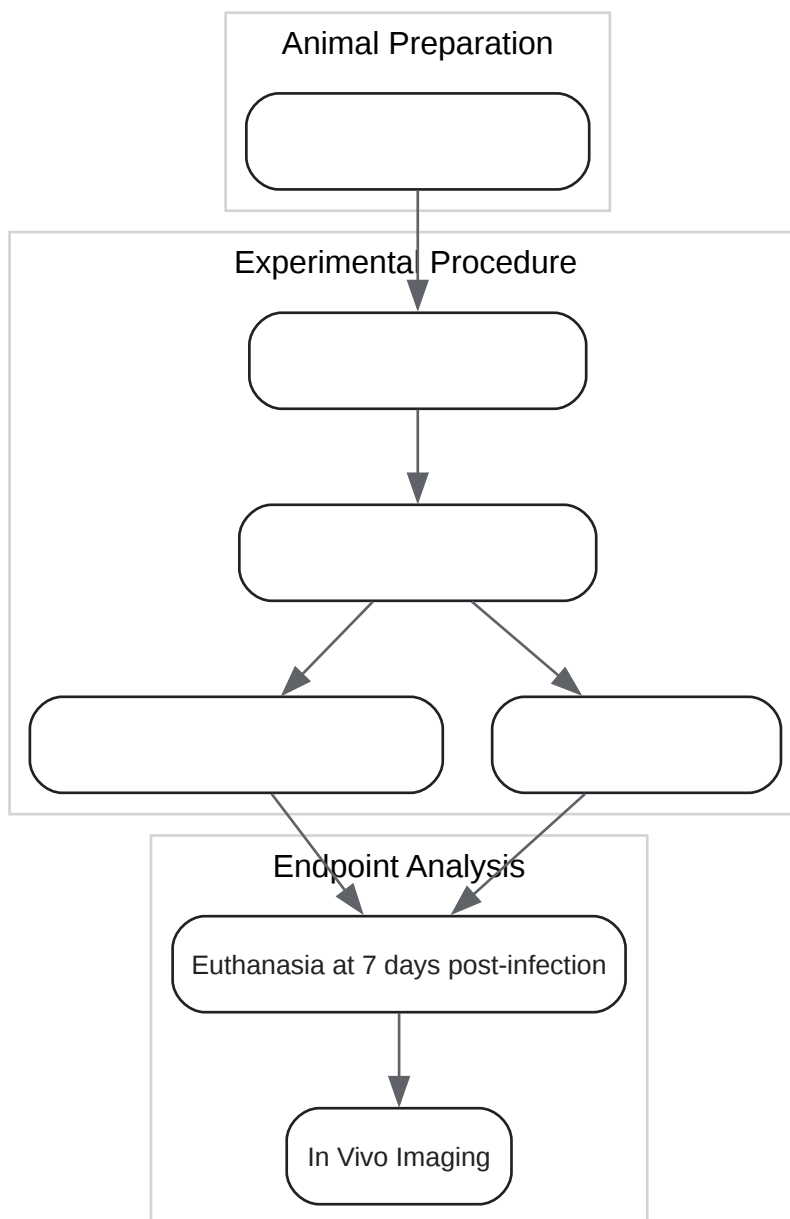 Animal Preparation
Experimental Procedure
Endpoint Analysis
Euthanasia at 7 days post-infection
In Vivo Imaging